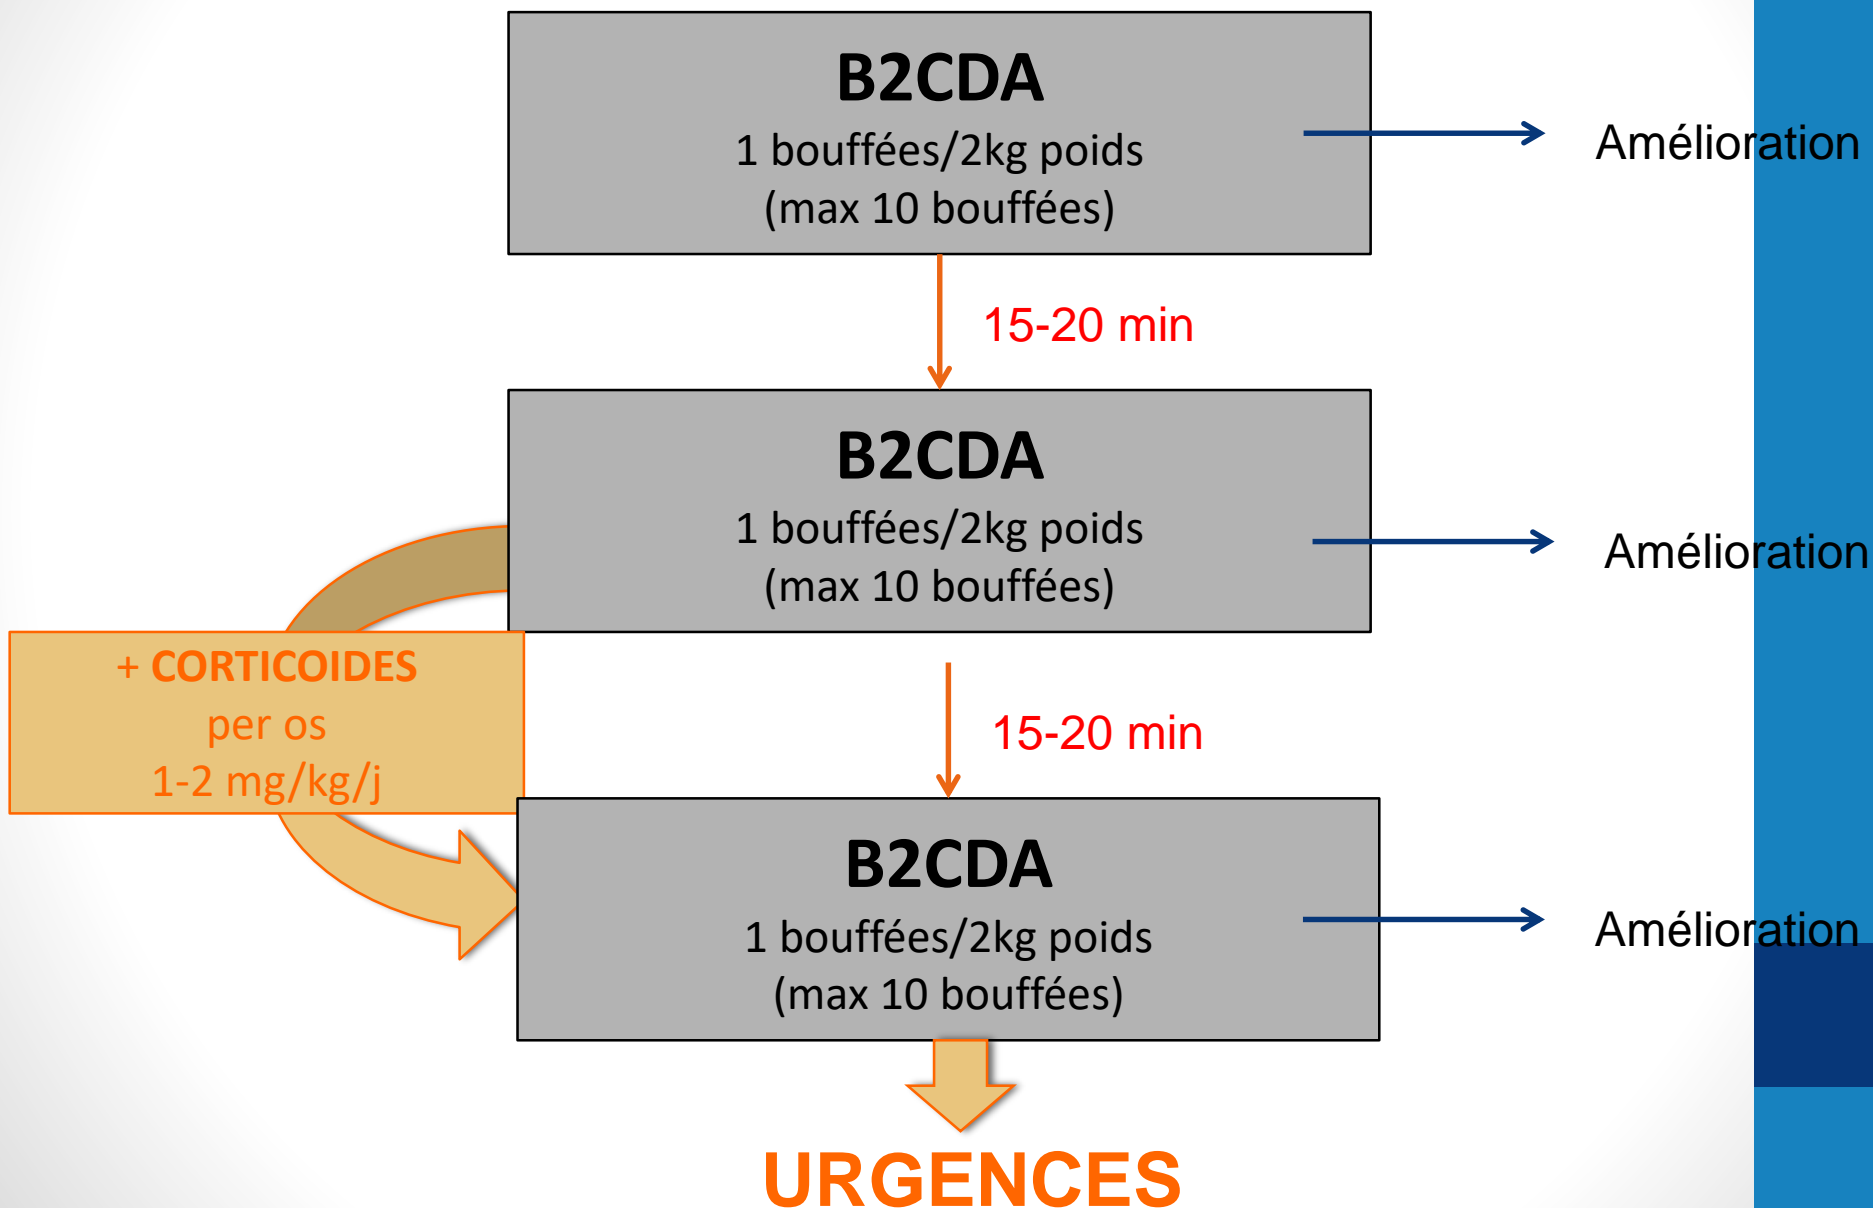 B2CDA
1 bouffées/2kg poids
(max 10 bouffées)
Amélioration
15-20 min
B2CDA
1 bouffées/2kg poids
(max 10 bouffées)
Amélioration
+ CORTICOIDES
per os
1-2 mg/kg/j
15-20 min
B2CDA
1 bouffées/2kg poids
(max 10 bouffées)
Amélioration
URGENCES